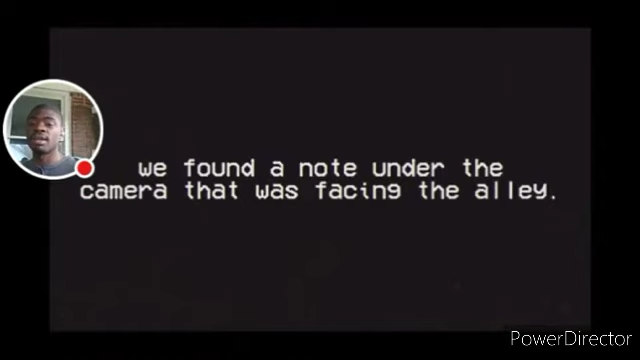 we found a note under the
camera that was facing the alley.
PowerDirector